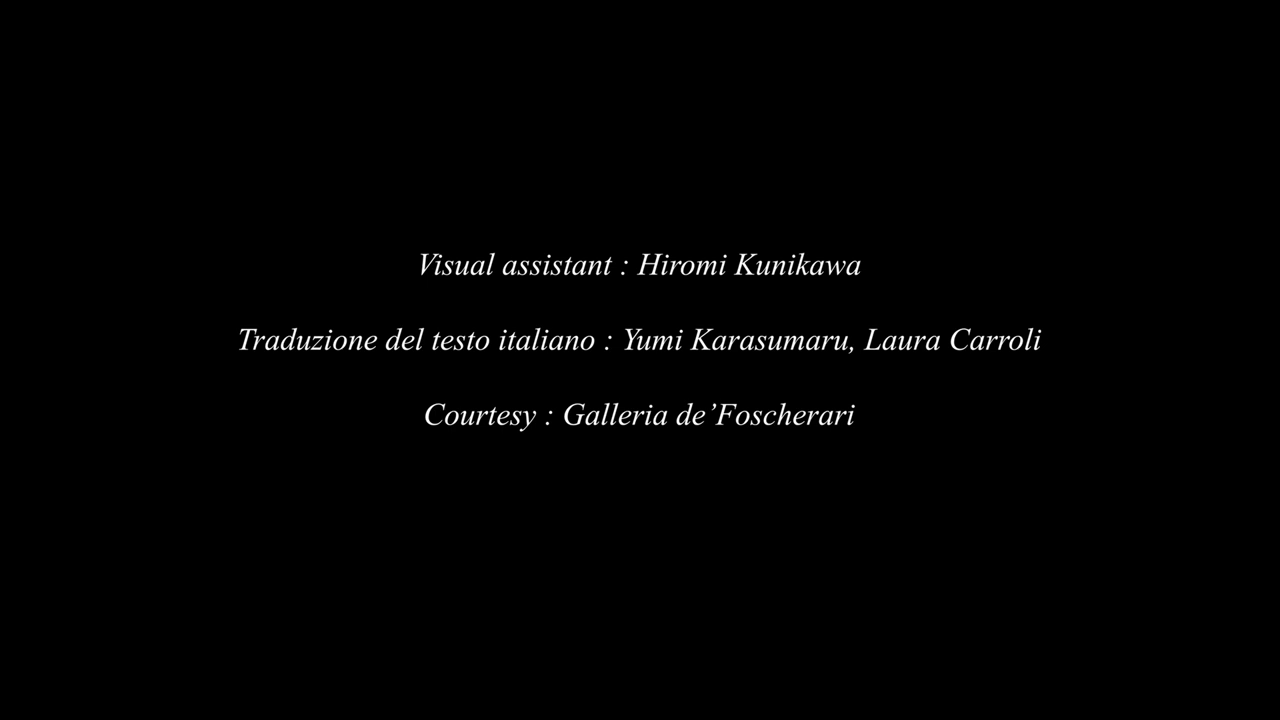 Visual assistant : Hiromi Kunikawa
Traduzione del testo italiano : Yumi Karasumaru, Laura Carroli
Courtesy : Galleria de’Foscherari